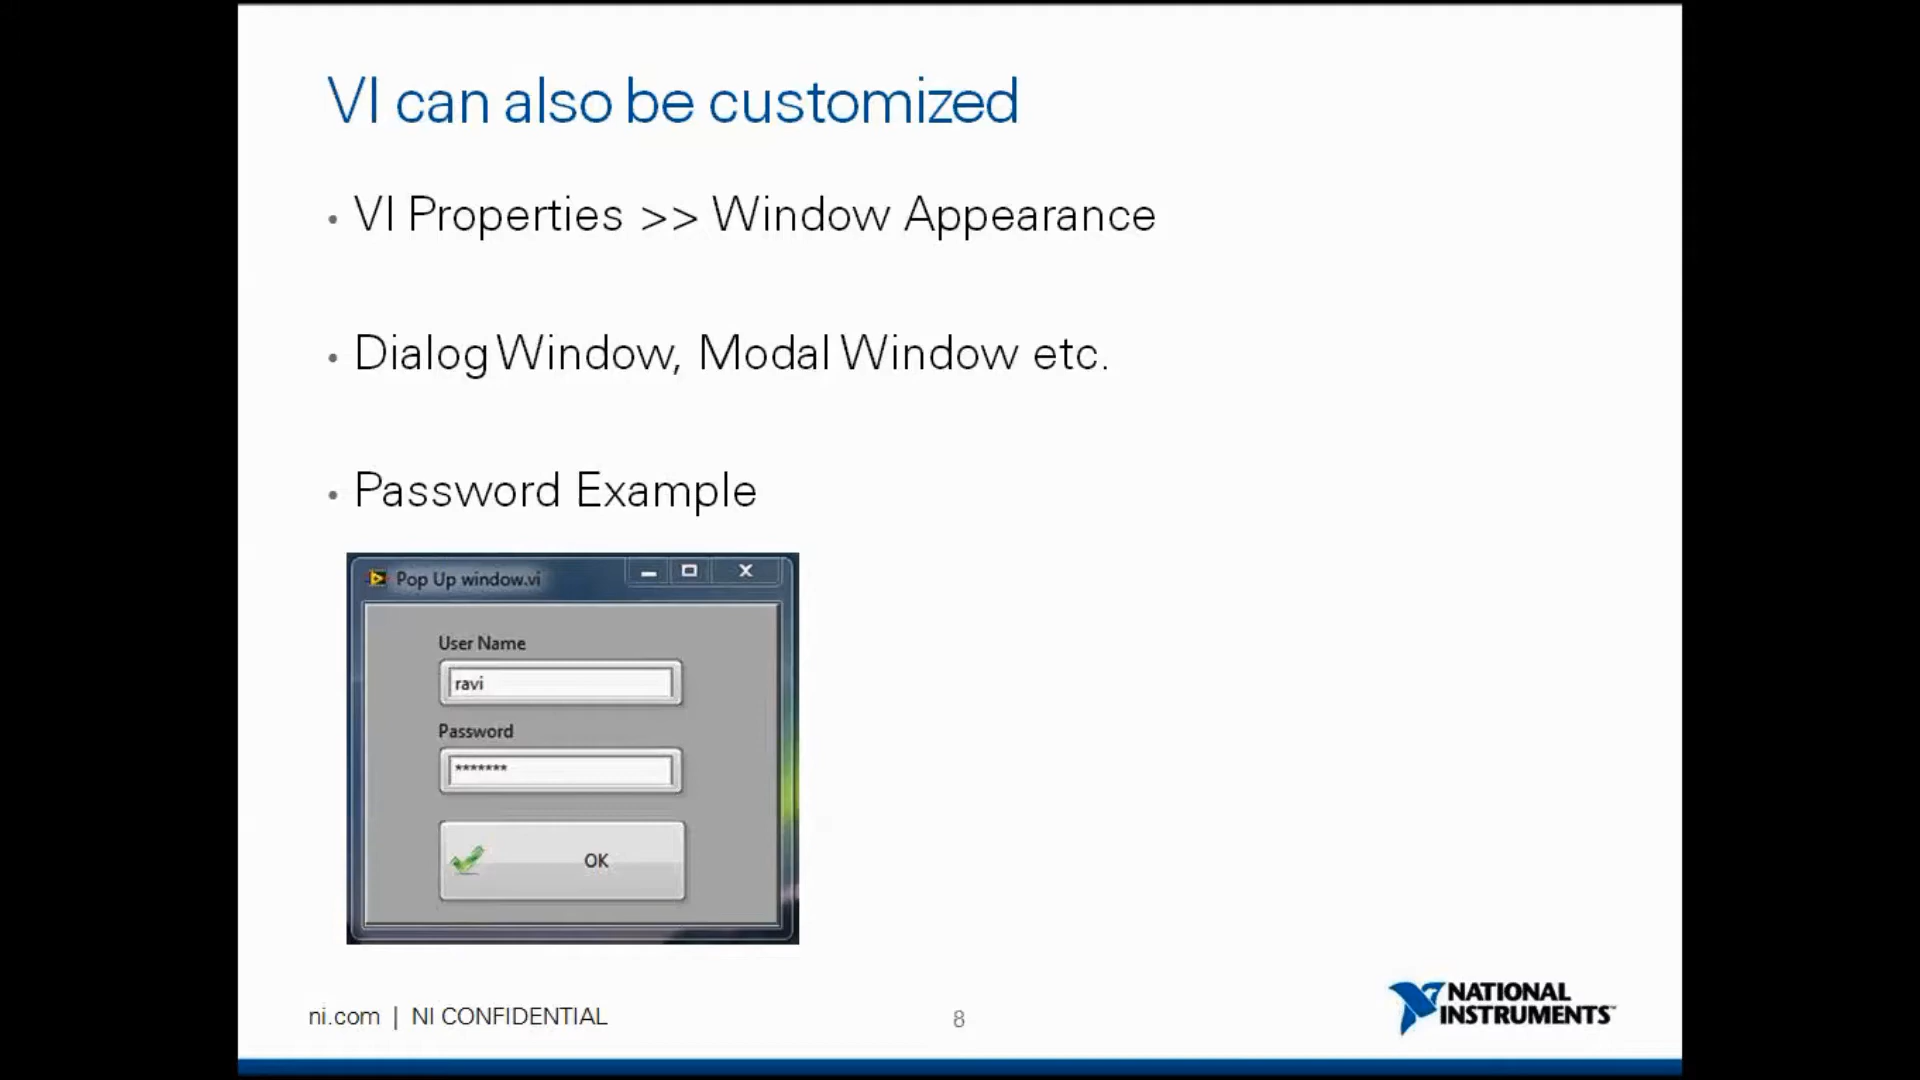 VI can also be customized
• VI Properties >> Window Appearance
• Dialog Window, Modal Window etc.
• Password Example
Pop Up window.vi
User Name
ravi
Password
*******
OK
ni.com | NI CONFIDENTIAL
8
NATIONAL
INSTRUMENTS™